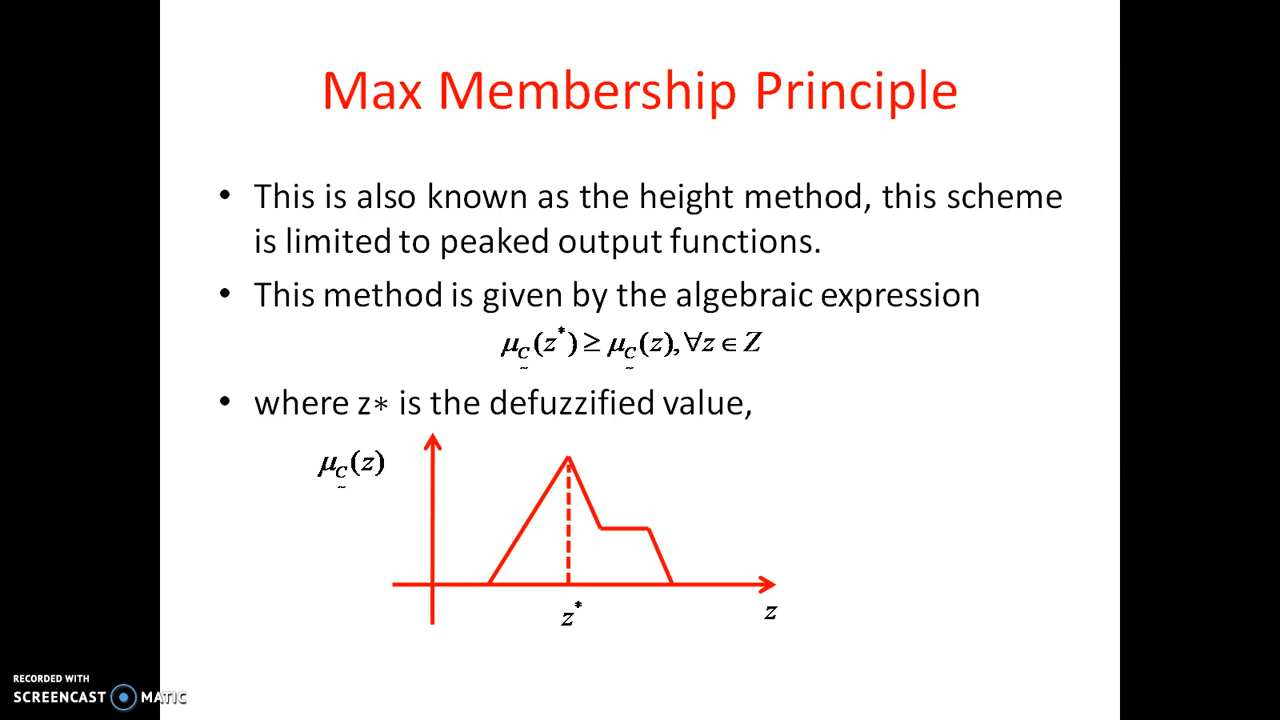 Max Membership Principle
• This is also known as the height method, this scheme
is limited to peaked output functions.
• This method is given by the algebraic expression
μ_C̰(z*) ≥ μ_C̰(z), ∀z ∈ Z
• where z∗ is the defuzzified value,
μ_C̰(z)
z*
z
RECORDED WITH
SCREENCAST MATIC